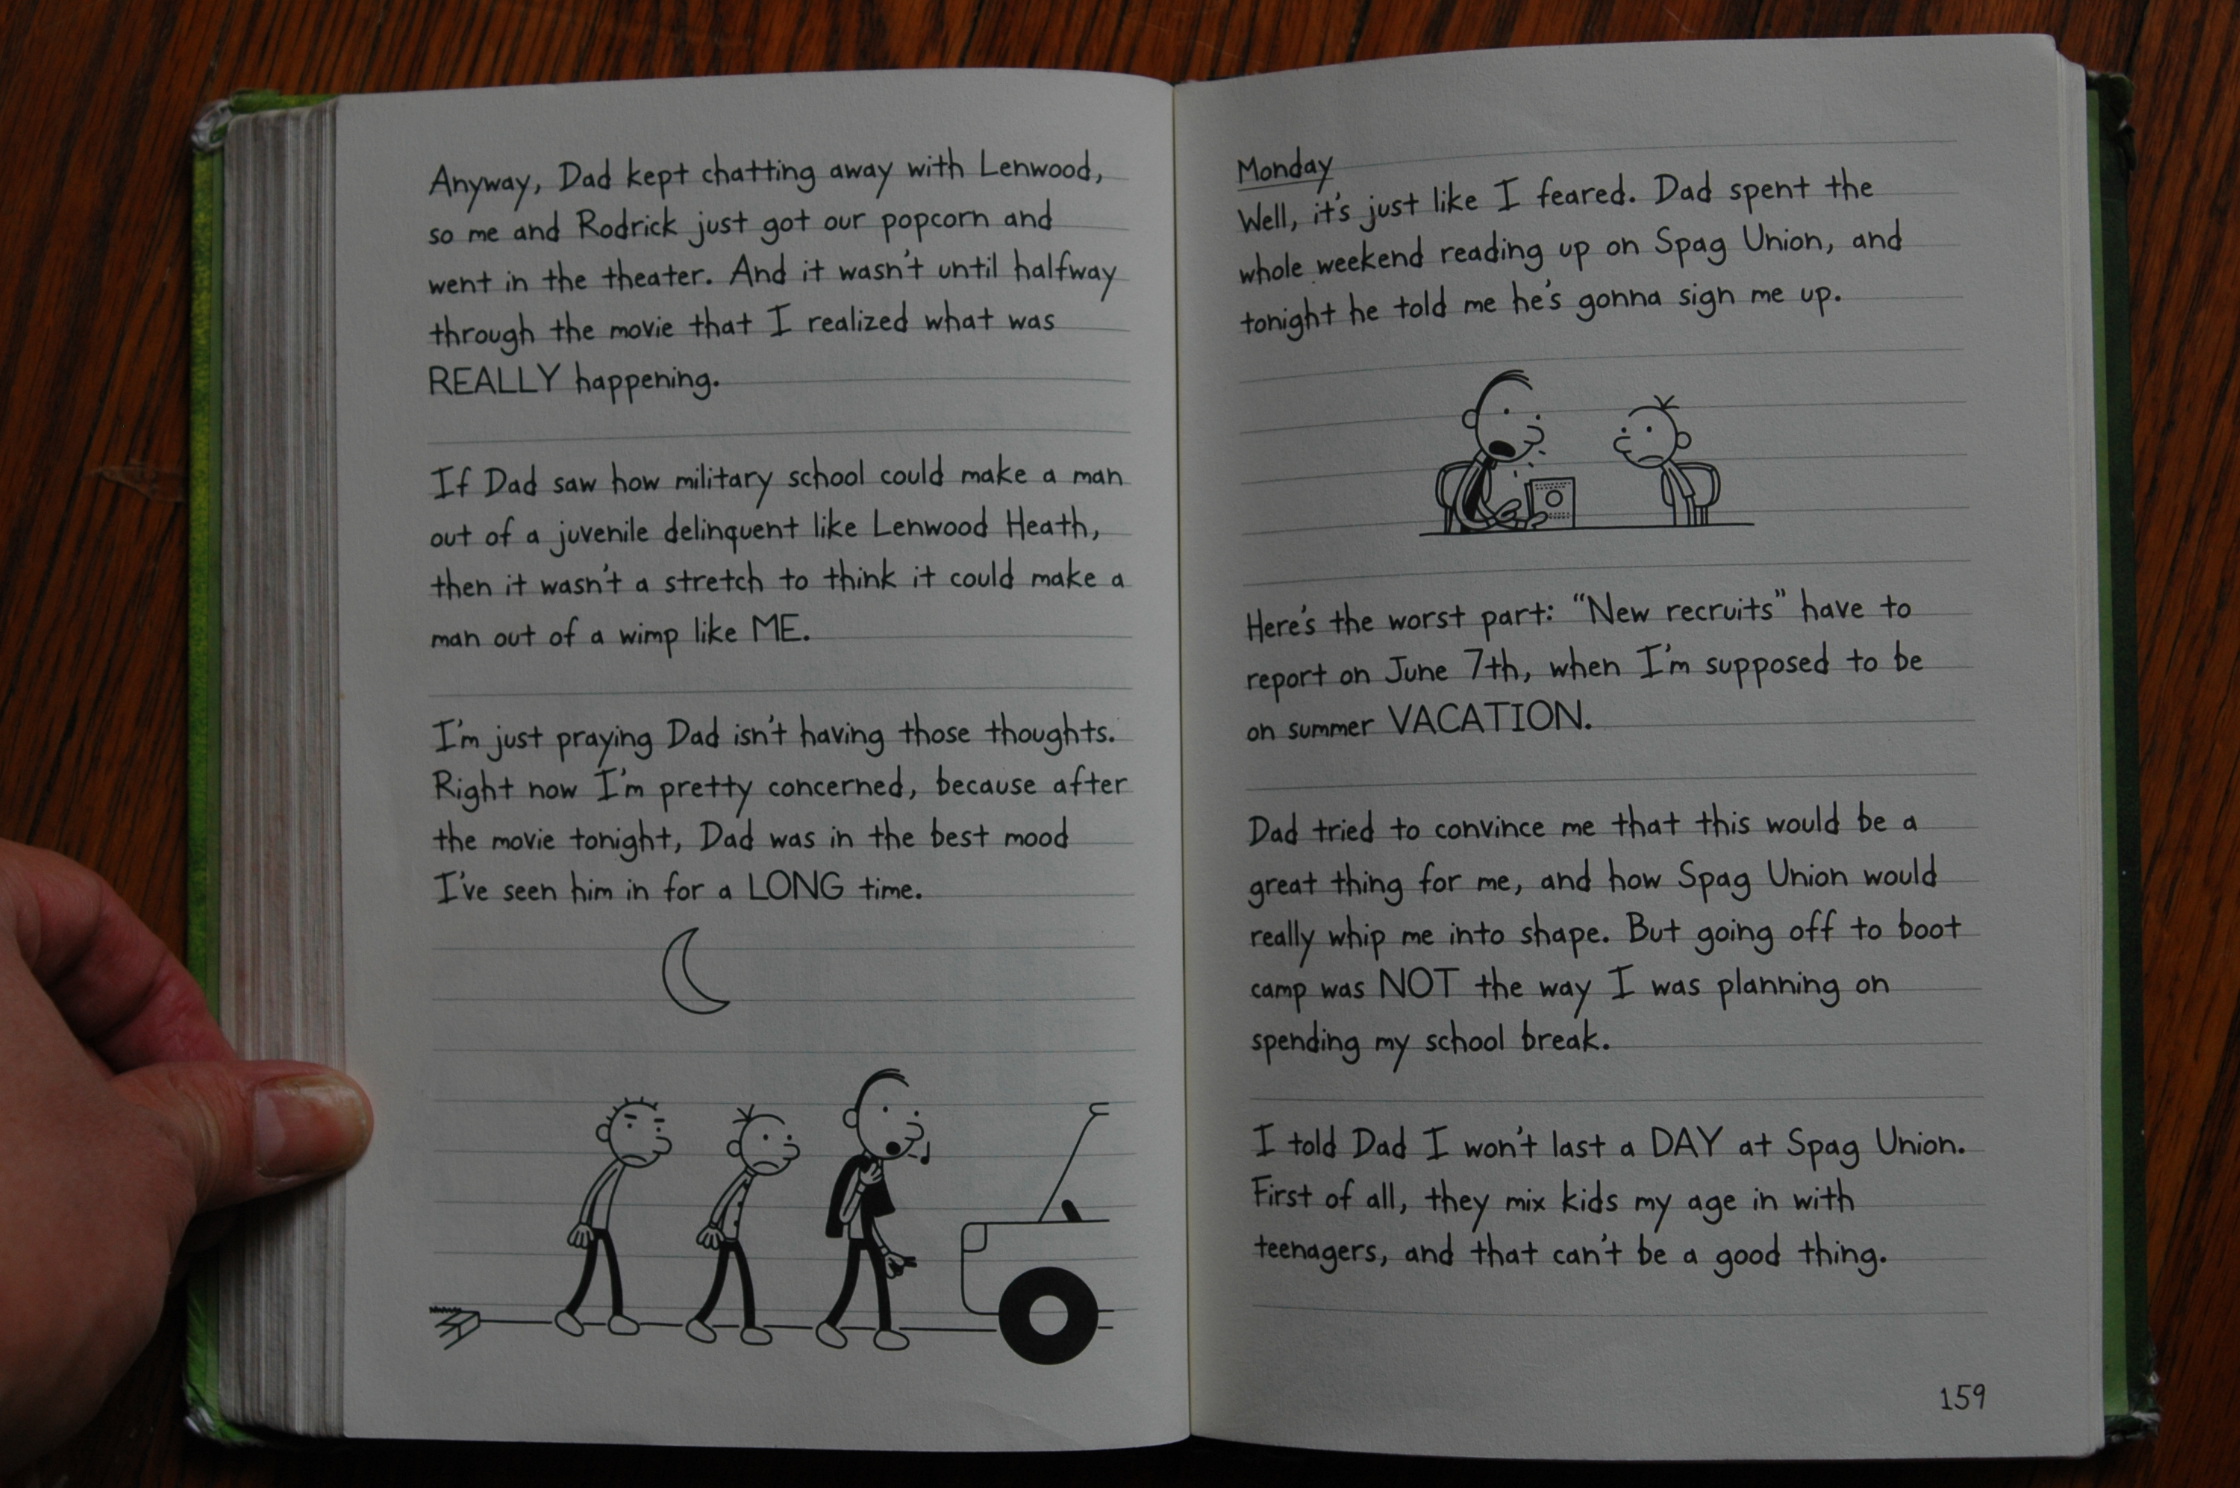 Anyway, Dad kept chatting away with Lenwood,
so me and Rodrick just got our popcorn and
went in the theater. And it wasn't until halfway
through the movie that I realized what was
REALLY happening.
If Dad saw how military school could make a man
out of a juvenile delinquent like Lenwood Heath,
then it wasn't a stretch to think it could make a
man out of a wimp like ME.
I'm just praying Dad isn't having those thoughts.
Right now I'm pretty concerned, because after
the movie tonight, Dad was in the best mood
I've seen him in for a LONG time.
Monday
Well, it's just like I feared. Dad spent the
whole weekend reading up on Spag Union, and
tonight he told me he's gonna sign me up.
Here's the worst part: "New recruits" have to
report on June 7th, when I'm supposed to be
on summer VACATION.
Dad tried to convince me that this would be a
great thing for me, and how Spag Union would
really whip me into shape. But going off to boot
camp was NOT the way I was planning on
spending my school break.
I told Dad I won't last a DAY at Spag Union.
First of all, they mix kids my age in with
teenagers, and that can't be a good thing.
159